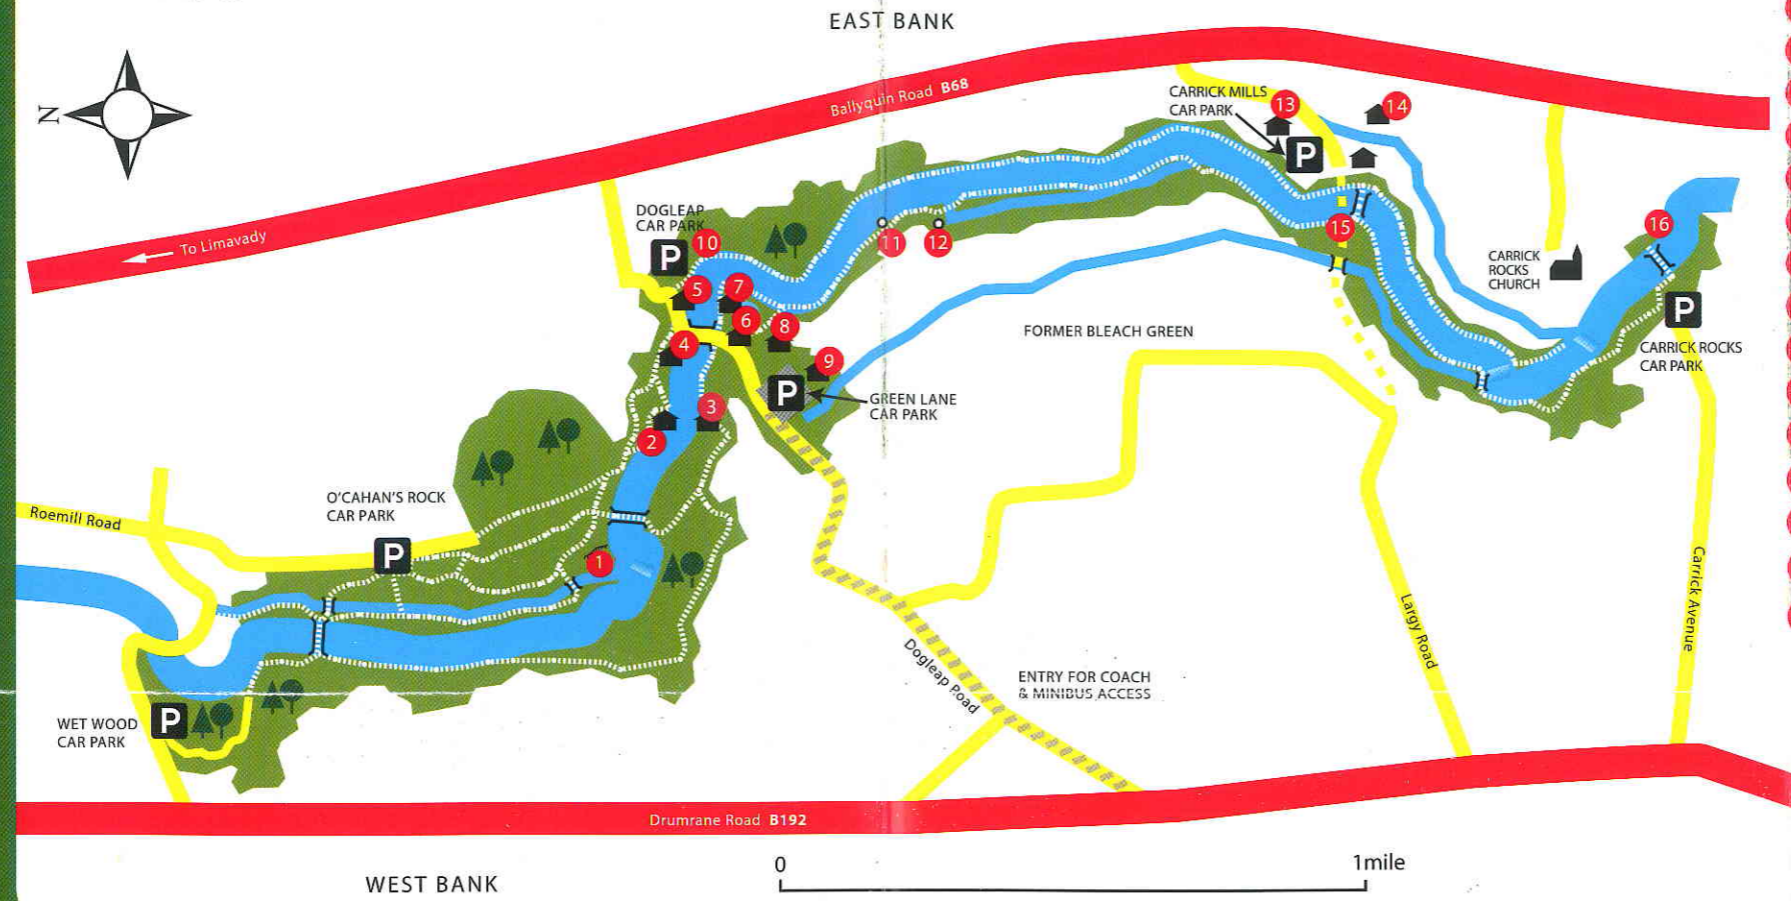 EAST BANK
N
Ballyquin Road B68
To Limavady
CARRICK MILLS
CAR PARK
13
14
P
DOGLEAP
CAR PARK
10
P
11
12
15
16
5
7
6
8
4
9
CARRICK
ROCKS
CHURCH
P
CARRICK ROCKS
CAR PARK
FORMER BLEACH GREEN
P
GREEN LANE
CAR PARK
3
2
O'CAHAN'S ROCK
CAR PARK
Roemill Road
P
1
Dogleap Road
ENTRY FOR COACH
& MINIBUS ACCESS
Largy Road
Carrick Avenue
WET WOOD
CAR PARK
P
Drumrane Road B192
0
1mile
WEST BANK